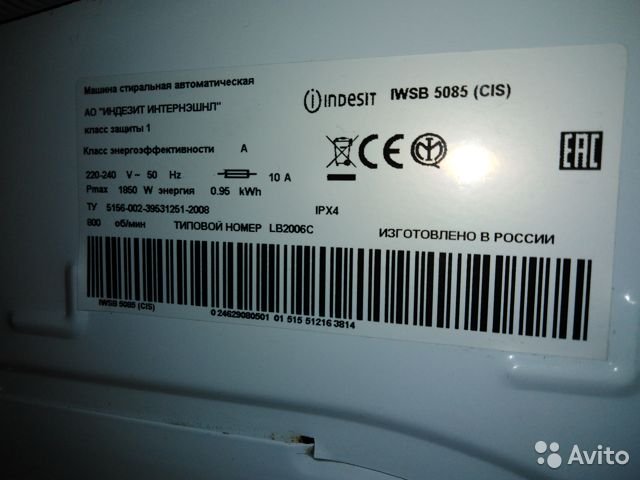 Машина стиральная автоматическая
indesit IWSB 5085 (CIS)
АО "ИНДЕЗИТ ИНТЕРНЭШНЛ"
класс защиты 1
Класс энергоэффективности A
220-240 V ~ 50 Hz 10 A
Pmax 1850 W энергия 0.95 kWh
ТУ 5156-002-39531251-2008 IPX4
800 об/мин ТИПОВОЙ НОМЕР LB2006C
ИЗГОТОВЛЕНО В РОССИИ
CE
EAC
IWSB 5085 (CIS) 0 24629080501 01 515 51216 3814
Avito